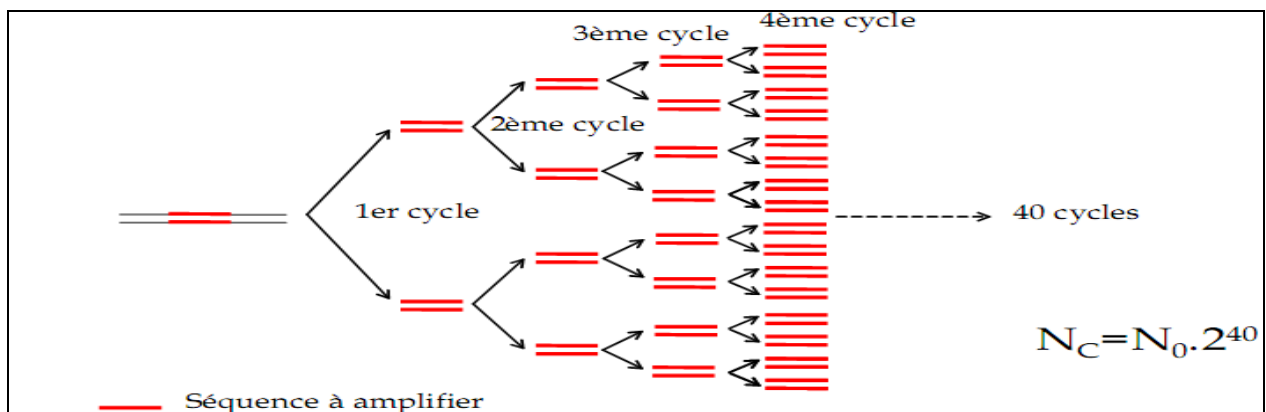 4ème cycle
3ème cycle
2ème cycle
1er cycle
40 cycles
N_C=N_0.2^40
Séquence à amplifier